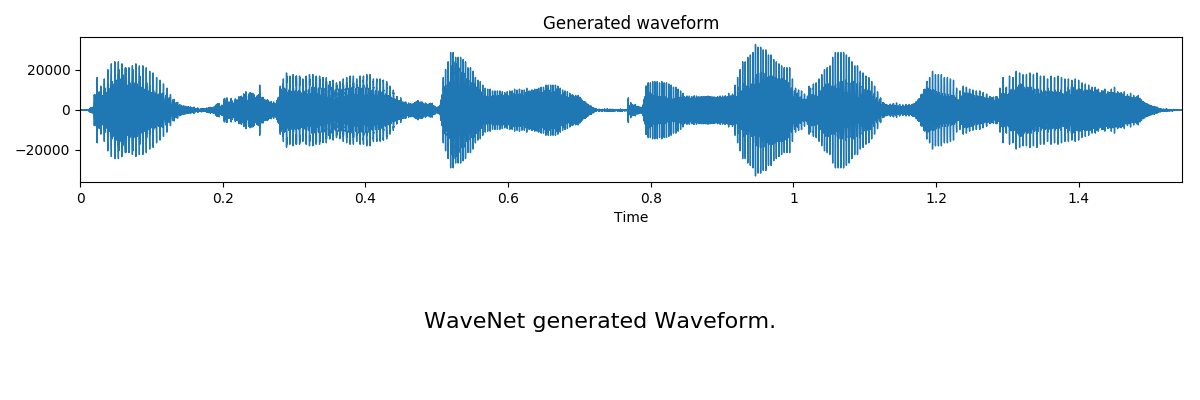 Generated waveform
20000
0
−20000
0 0.2 0.4 0.6 0.8 1 1.2 1.4
Time
WaveNet generated Waveform.